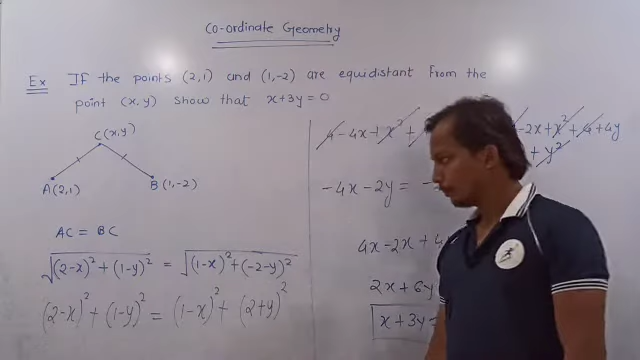 Co-ordinate Geometry
Ex IF the points (2,1) and (1,-2) are equidistant from the
point (x,y) show that x+3y=0
C(x,y)
A(2,1)
B(1,-2)
AC = BC
√(2-x)²+(1-y)² = √(1-x)²+(-2-y)²
(2-x)²+(1-y)² = (1-x)²+(2+y)²
4-4x+x²+
-2x+x²+4+4y
+y²
-4x-2y=
4x-2x+4
2x+6y
x+3y=